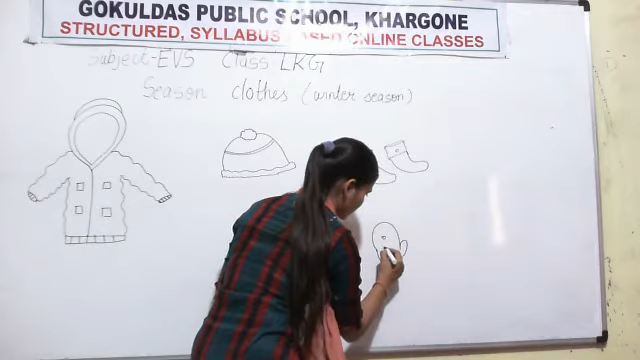 GOKULDAS PUBLIC SCHOOL, KHARGONE
STRUCTURED, SYLLABUS BASED ONLINE CLASSES
Subject-EVS Class-LKG
Season clothes (winter season)